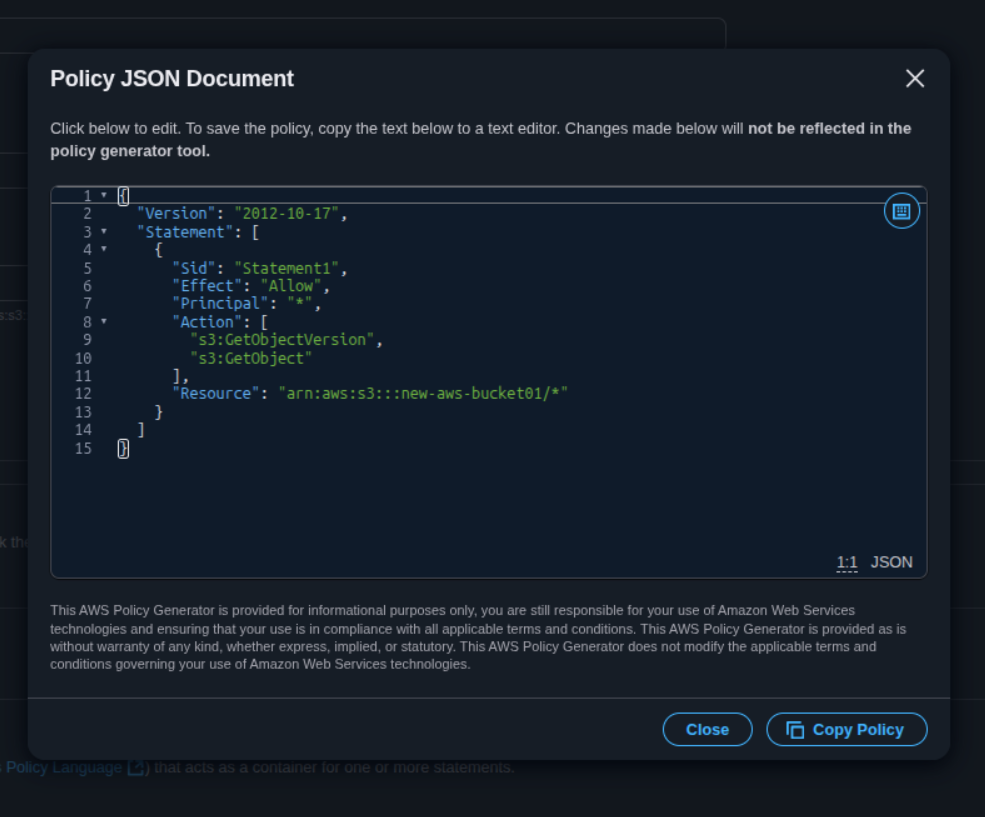 Policy JSON Document
Click below to edit. To save the policy, copy the text below to a text editor. Changes made below will not be reflected in the
policy generator tool.
1 {
2 "Version": "2012-10-17",
3 "Statement": [
4 {
5 "Sid": "Statement1",
6 "Effect": "Allow",
7 "Principal": "*",
8 "Action": [
9 "s3:GetObjectVersion",
10 "s3:GetObject"
11 ],
12 "Resource": "arn:aws:s3:::new-aws-bucket01/*"
13 }
14 ]
15 }
s:s3:
k the
1:1 JSON
This AWS Policy Generator is provided for informational purposes only, you are still responsible for your use of Amazon Web Services
technologies and ensuring that your use is in compliance with all applicable terms and conditions. This AWS Policy Generator is provided as is
without warranty of any kind, whether express, implied, or statutory. This AWS Policy Generator does not modify the applicable terms and
conditions governing your use of Amazon Web Services technologies.
Close Copy Policy
s Policy Language ) that acts as a container for one or more statements.